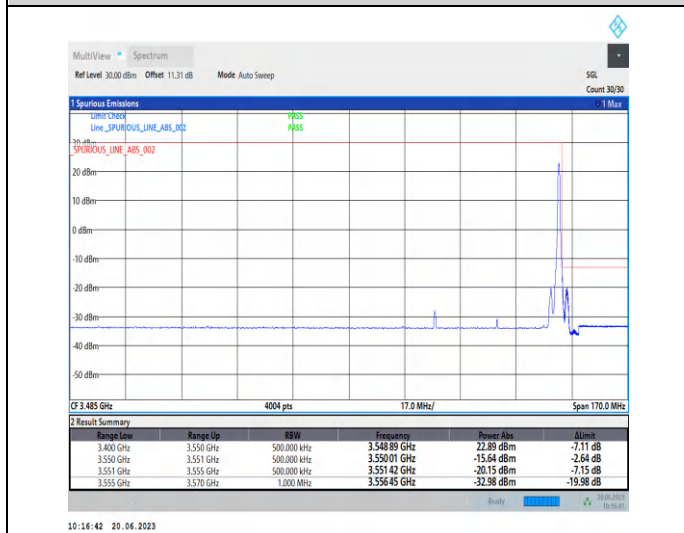 MultiView Spectrum
Ref Level 30.00 dBm Offset 11.31 dB Mode Auto Sweep SGL
Count 30/30
1 Spurious Emissions 1 Max
Limit Check PASS
Line _SPURIOUS_LINE_ABS_002 PASS
_SPURIOUS_LINE_ABS_002
20 dBm
10 dBm
0 dBm
-10 dBm
-20 dBm
-30 dBm
-40 dBm
-50 dBm
CF 3.485 GHz 4004 pts 17.0 MHz/ Span 170.0 MHz
2 Result Summary
Range Low Range Up RBW Frequency Power Abs ΔLimit
3.400 GHz 3.550 GHz 500.000 kHz 3.548 89 GHz 22.89 dBm -7.11 dB
3.550 GHz 3.551 GHz 500.000 kHz 3.550 01 GHz -15.64 dBm -2.64 dB
3.551 GHz 3.555 GHz 500.000 kHz 3.551 42 GHz -20.15 dBm -7.15 dB
3.555 GHz 3.570 GHz 1.000 MHz 3.556 45 GHz -32.98 dBm -19.98 dB
Ready 20.06.2023
10:16:41
10:16:42 20.06.2023